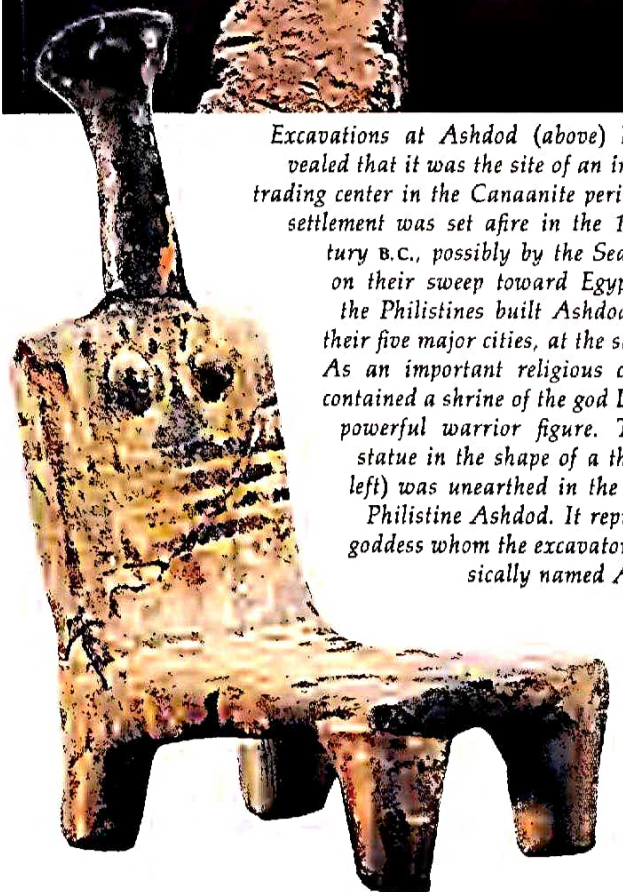 Excavations at Ashdod (above)
vealed that it was the site of an
trading center in the Canaanite
settlement was set afire in the
tury B.C., possibly by the
on their sweep toward
the Philistines built
their five major cities, at the
As an important religious
contained a shrine of the god
powerful warrior figure.
statue in the shape of a
left) was unearthed in the
Philistine Ashdod. It
goddess whom the
sically named